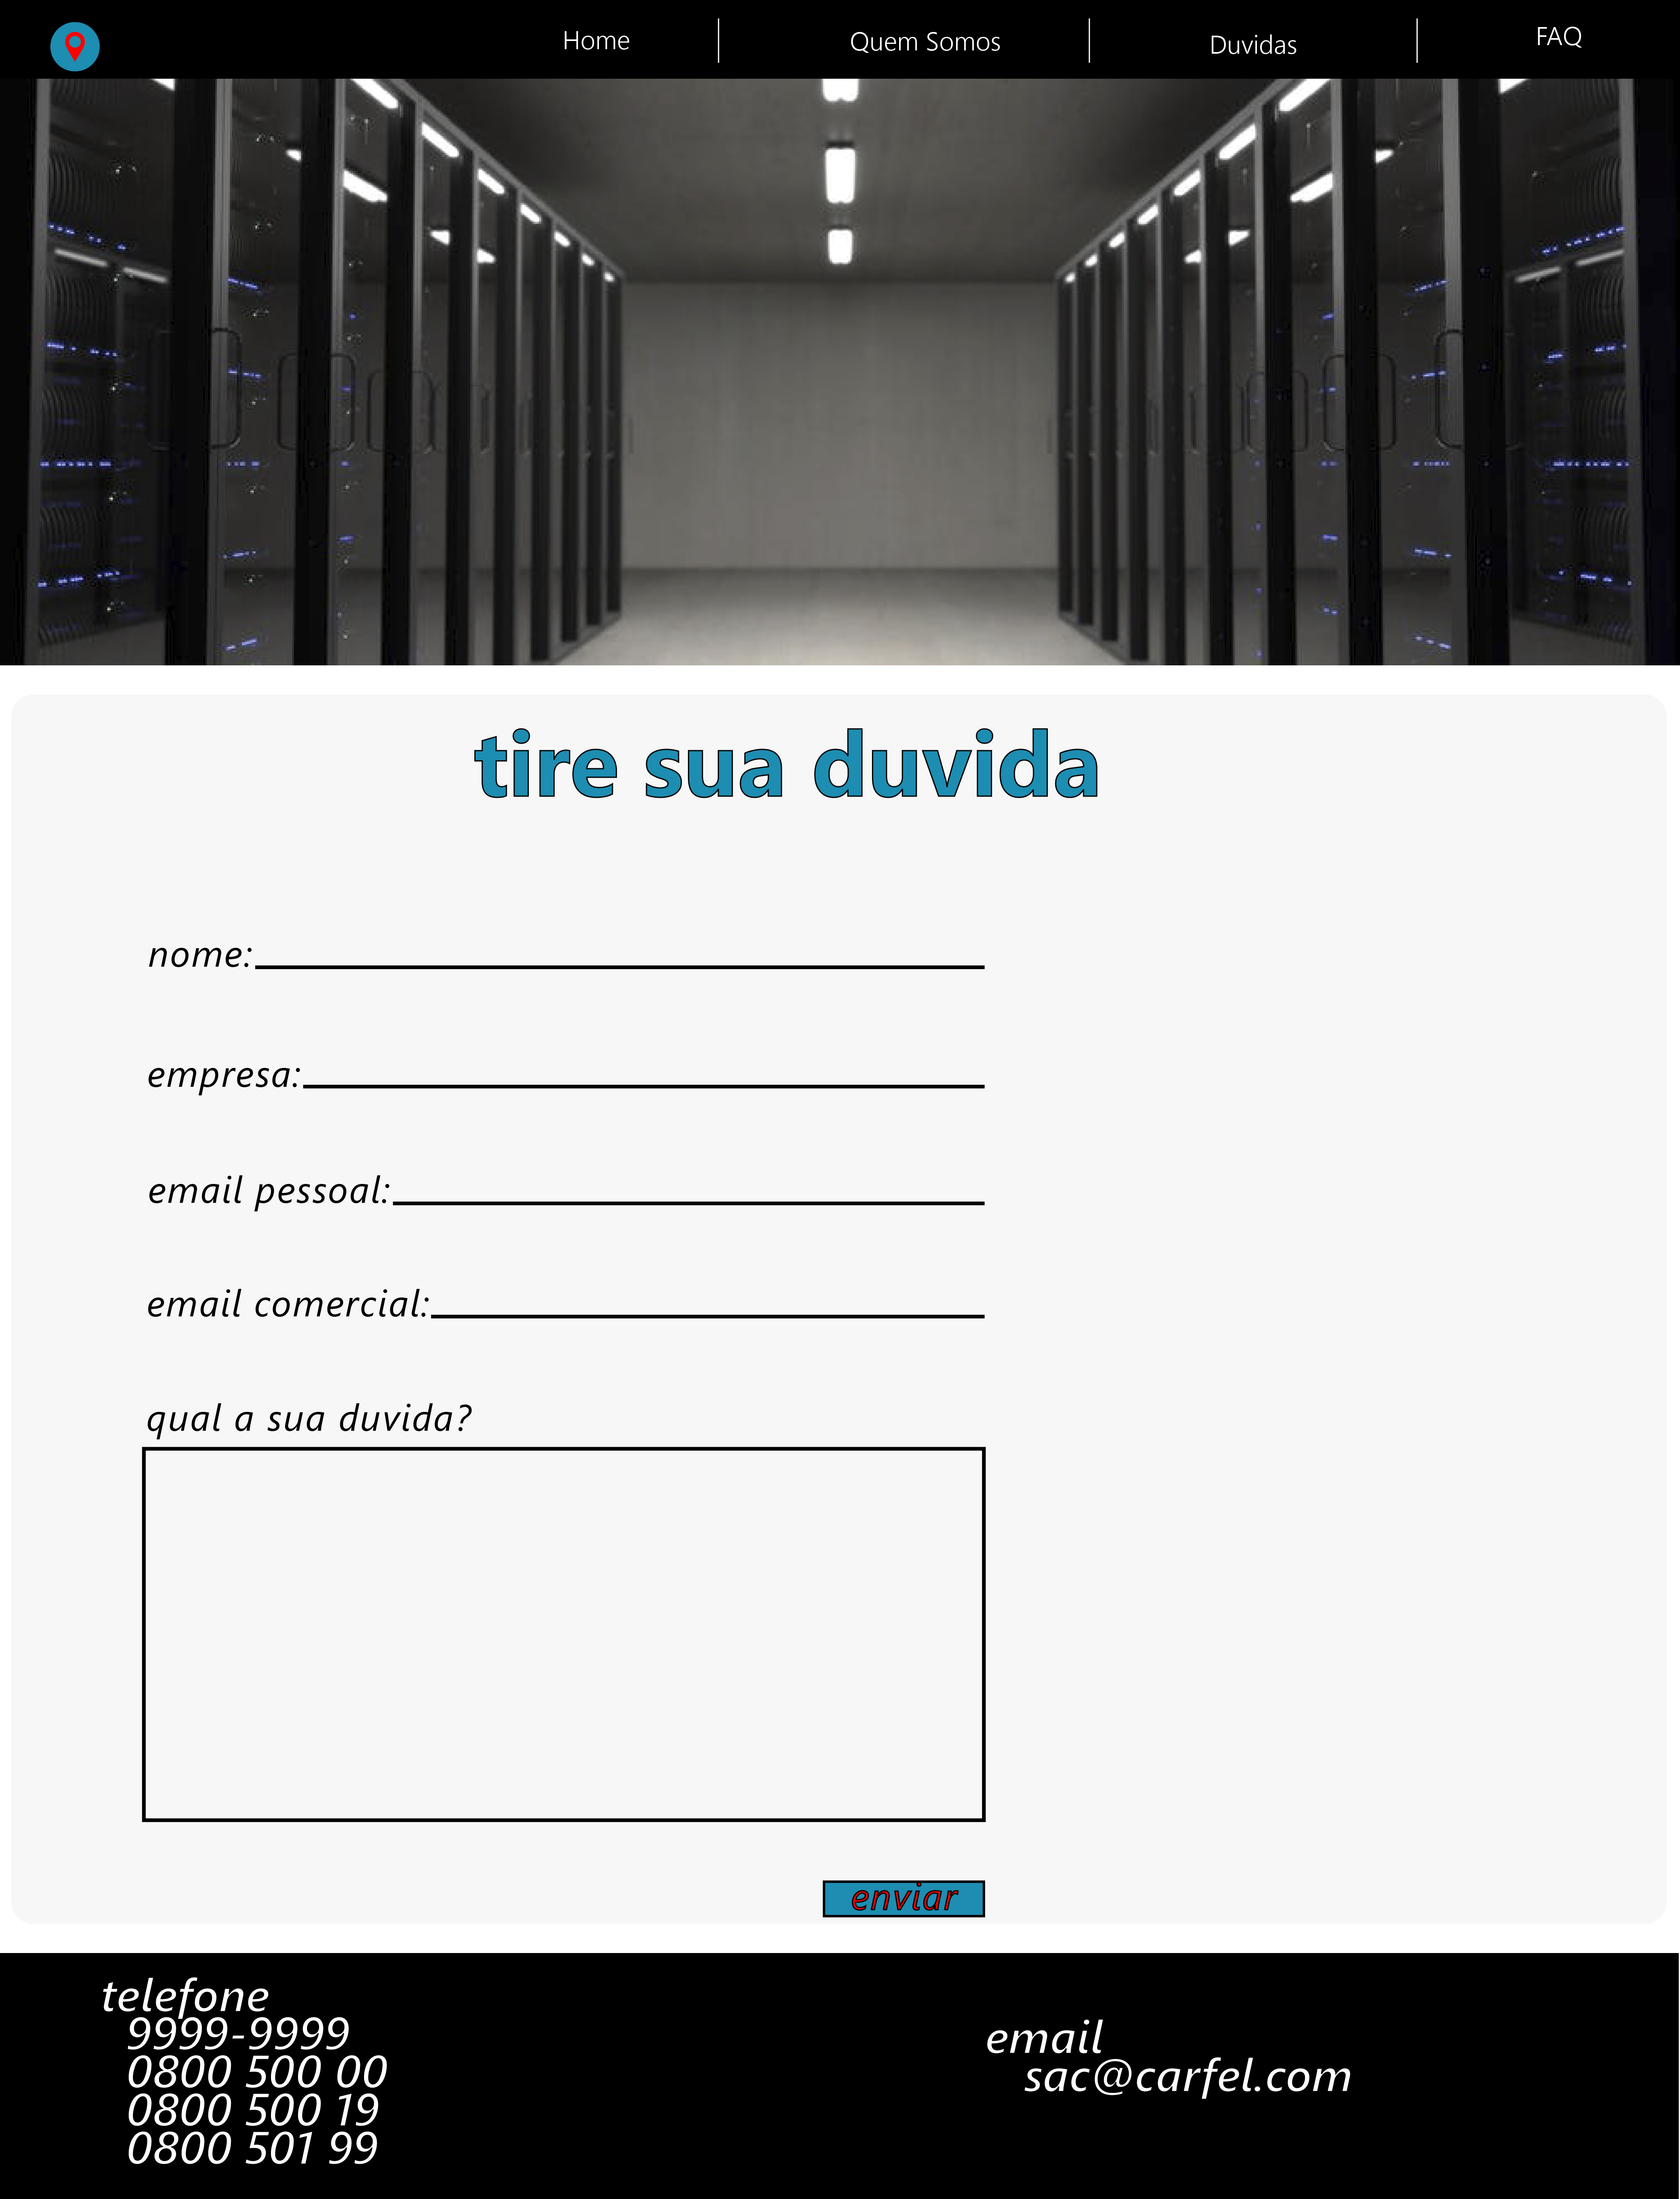 Home
Quem Somos
Duvidas
FAQ
tire sua duvida
nome:
empresa:
email pessoal:
email comercial:
qual a sua duvida?
enviar
telefone
9999-9999
0800 500 00
0800 500 19
0800 501 99
email
sac@carfel.com